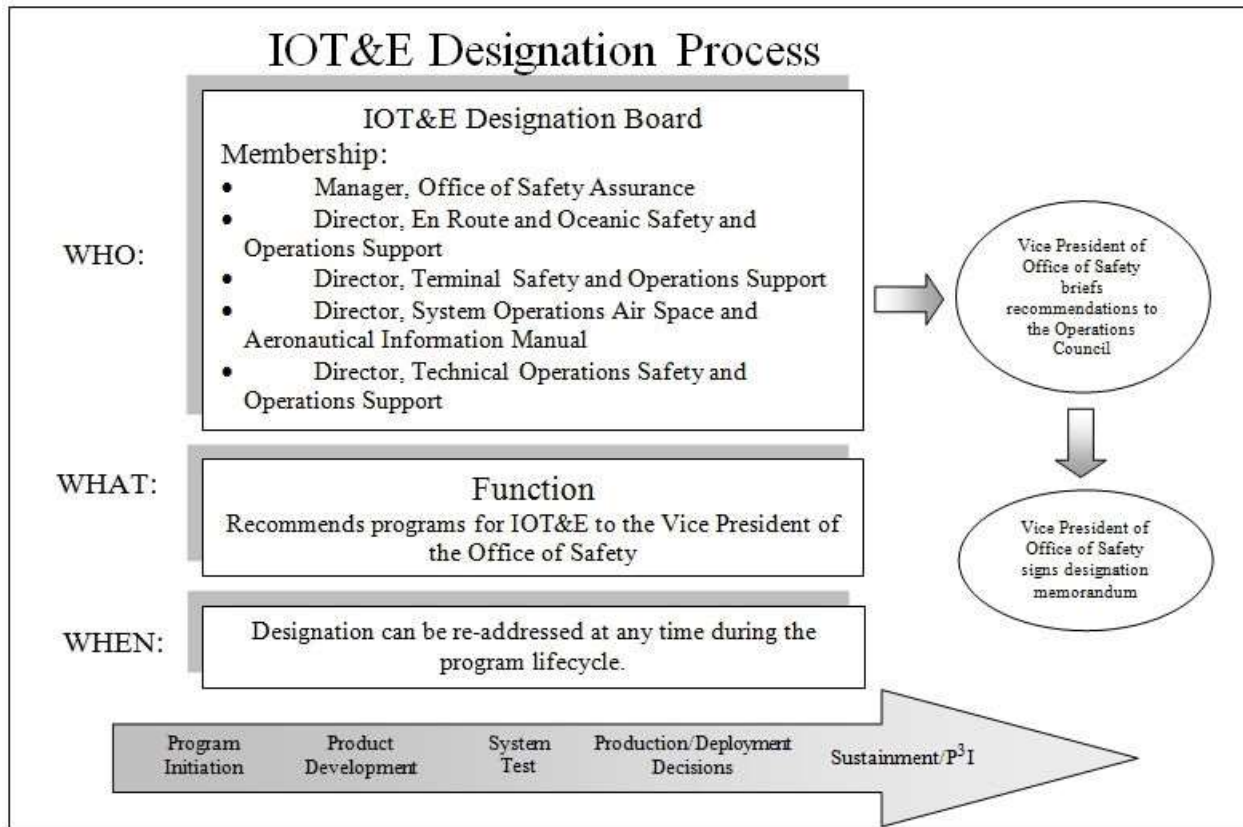 IOT&E Designation Process
IOT&E Designation Board
Membership:
• Manager, Office of Safety Assurance
• Director, En Route and Oceanic Safety and
Operations Support
• Director, Terminal Safety and Operations Support
• Director, System Operations Air Space and
Aeronautical Information Manual
• Director, Technical Operations Safety and
Operations Support
WHO:
Vice President of
Office of Safety
briefs
recommendations to
the Operations
Council
WHAT:
Function
Recommends programs for IOT&E to the Vice President of
the Office of Safety
Vice President of
Office of Safety
signs designation
memorandum
WHEN:
Designation can be re-addressed at any time during the
program lifecycle.
Program
Initiation
Product
Development
System
Test
Production/Deployment
Decisions
Sustainment/P³I